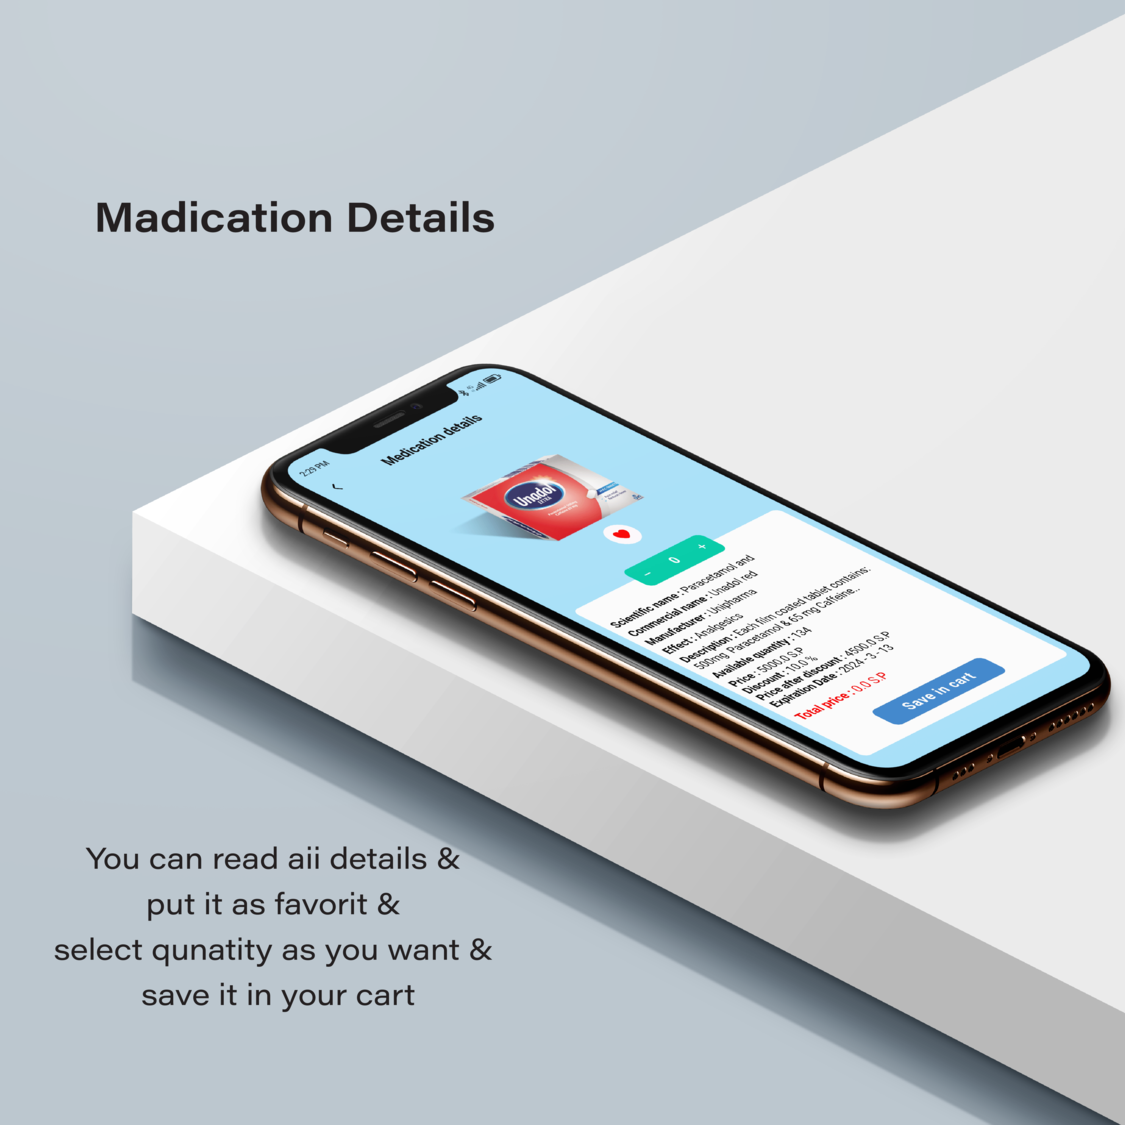 Madication Details
2:29 PM
Medication details
Unadol
EXTRA
- 0 +
Scientific name : Paracetamol and
Commercial name : Unadol red
Manufacturer : Unipharma
Effect : Analgesics
Description : Each film coated tablet contains:
500mg Paracetamol & 65 mg Caffeine..
Available quantity : 134
Price : 5000.0 S.P
Discount : 10.0 %
Price after discount : 4500.0 S.P
Expiration Date : 2024 - 3 - 13
Total price : 0.0 S.P
Save in cart
You can read aii details &
put it as favorit &
select qunatity as you want &
save it in your cart